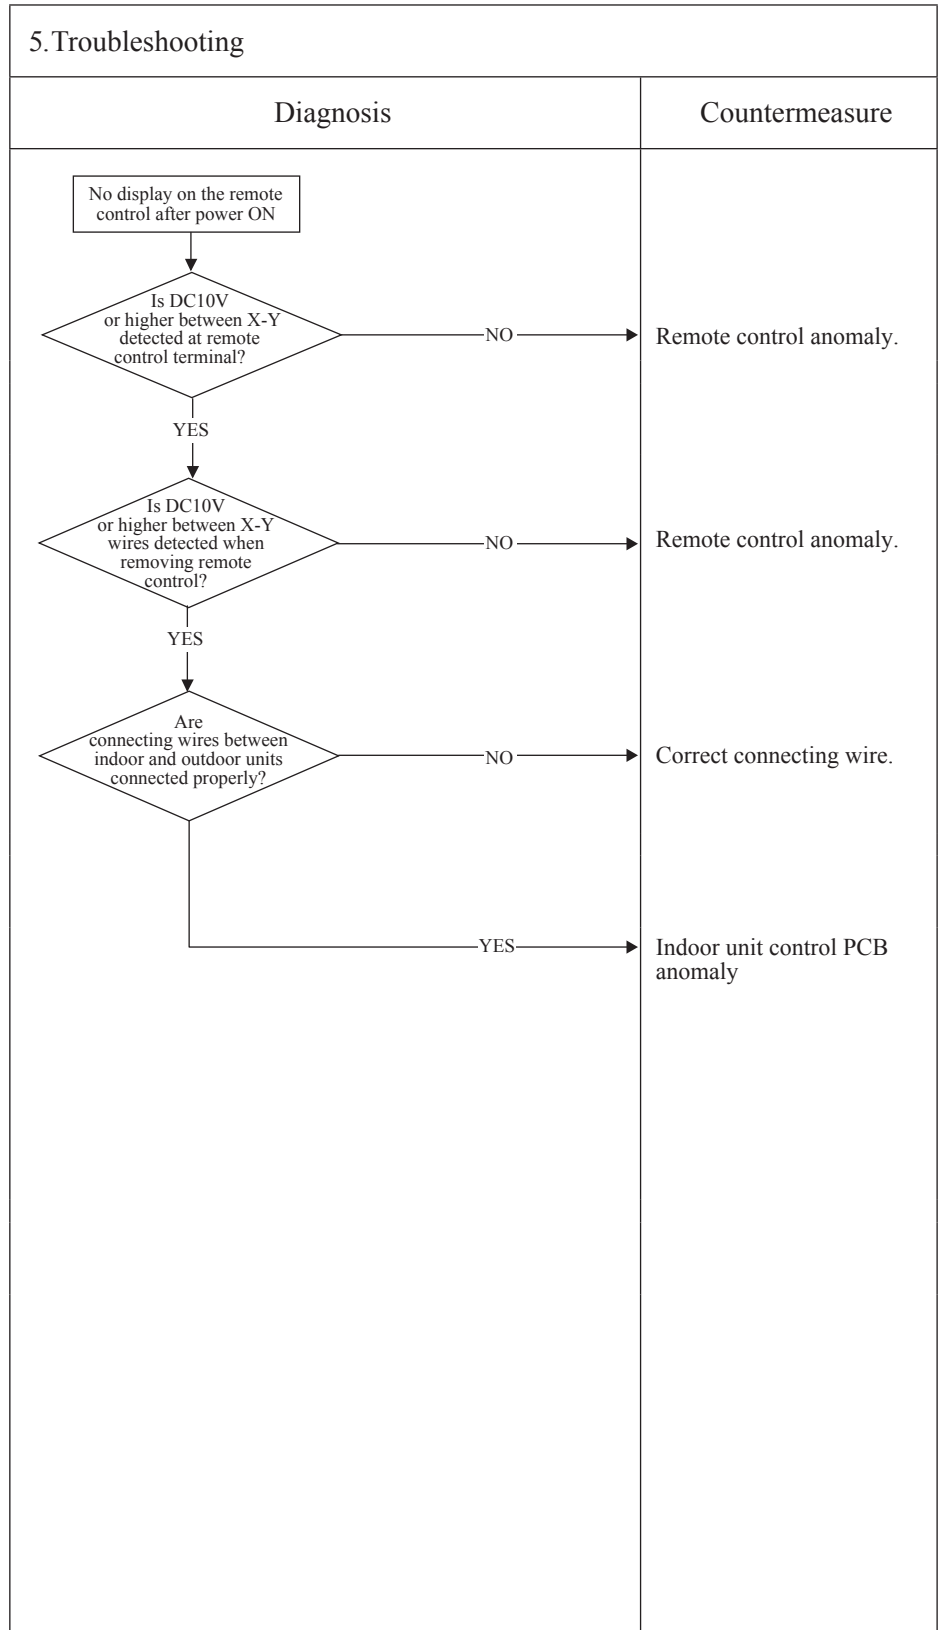 5.Troubleshooting
Diagnosis
Countermeasure
No display on the remote
control after power ON
Is DC10V
or higher between X-Y
detected at remote
control terminal?
NO
Remote control anomaly.
YES
Is DC10V
or higher between X-Y
wires detected when
removing remote
control?
NO
Remote control anomaly.
YES
Are
connecting wires between
indoor and outdoor units
connected properly?
NO
Correct connecting wire.
YES
Indoor unit control PCB
anomaly